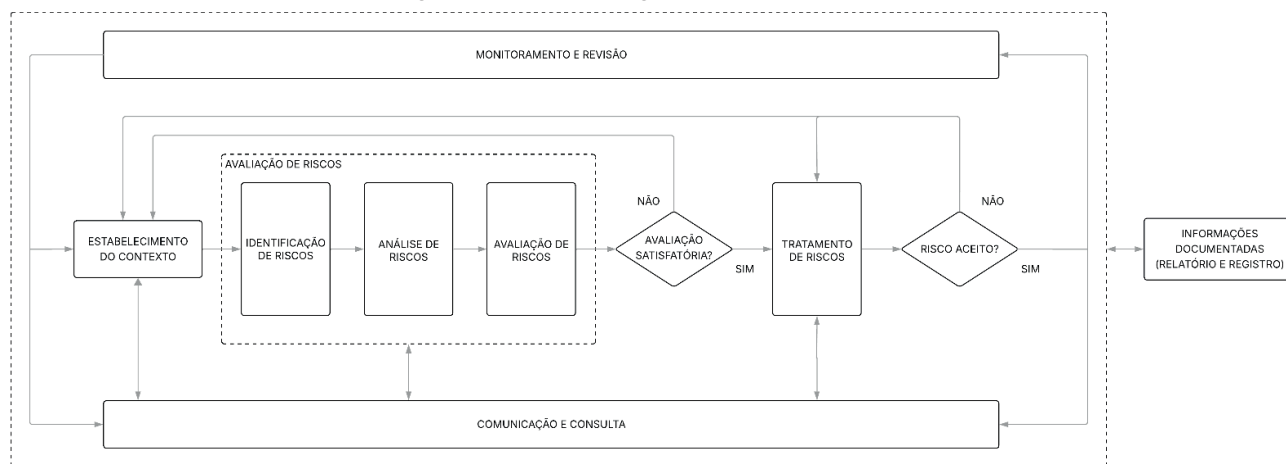 MONITORAMENTO E REVISÃO
AVALIAÇÃO DE RISCOS
ESTABELECIMENTO
DO CONTEXTO
IDENTIFICAÇÃO
DE RISCOS
ANÁLISE DE
RISCOS
AVALIAÇÃO DE
RISCOS
NÃO
AVALIAÇÃO
SATISFATÓRIA?
SIM
TRATAMENTO
DE RISCOS
NÃO
RISCO ACEITO?
SIM
INFORMAÇÕES
DOCUMENTADAS
(RELATÓRIO E REGISTRO)
COMUNICAÇÃO E CONSULTA